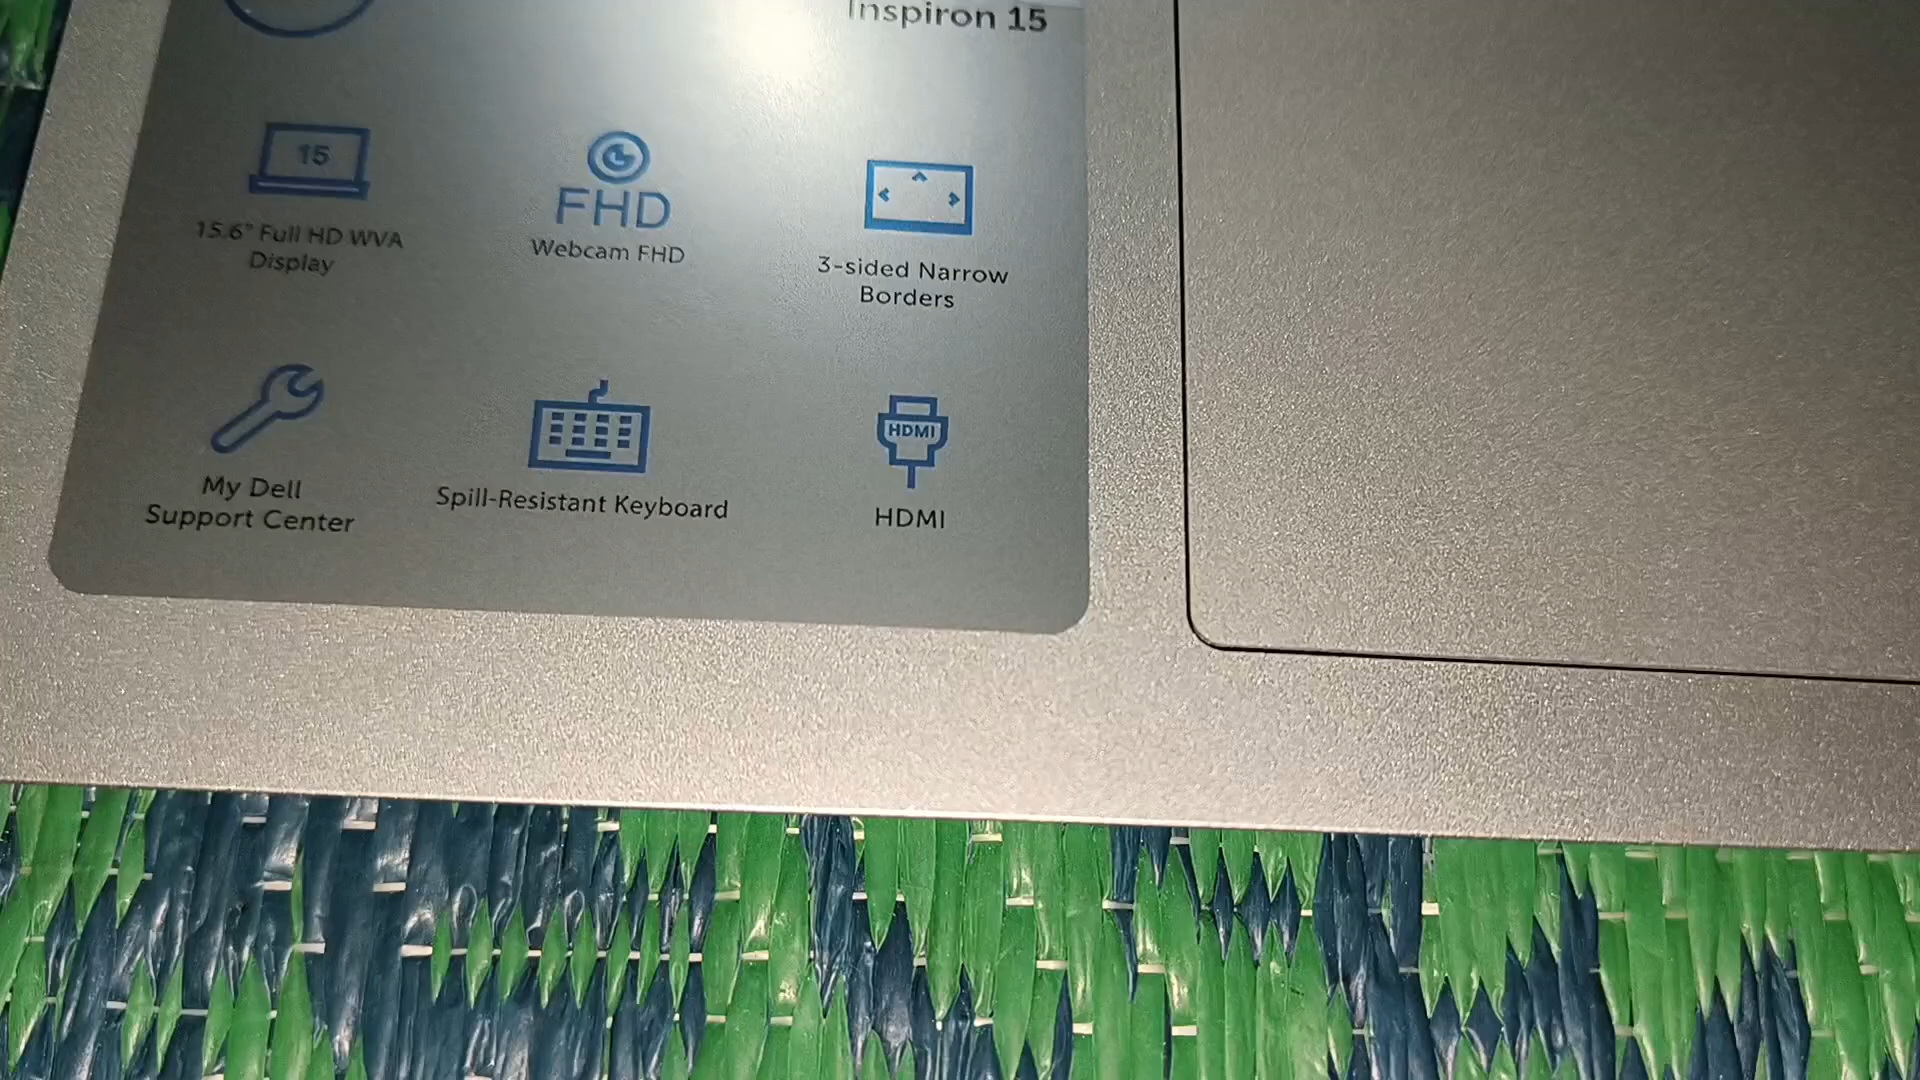 Inspiron 15
15
15.6" Full HD WVA
Display
FHD
Webcam FHD
3-sided Narrow
Borders
My Dell
Support Center
Spill-Resistant Keyboard
HDMI
HDMI